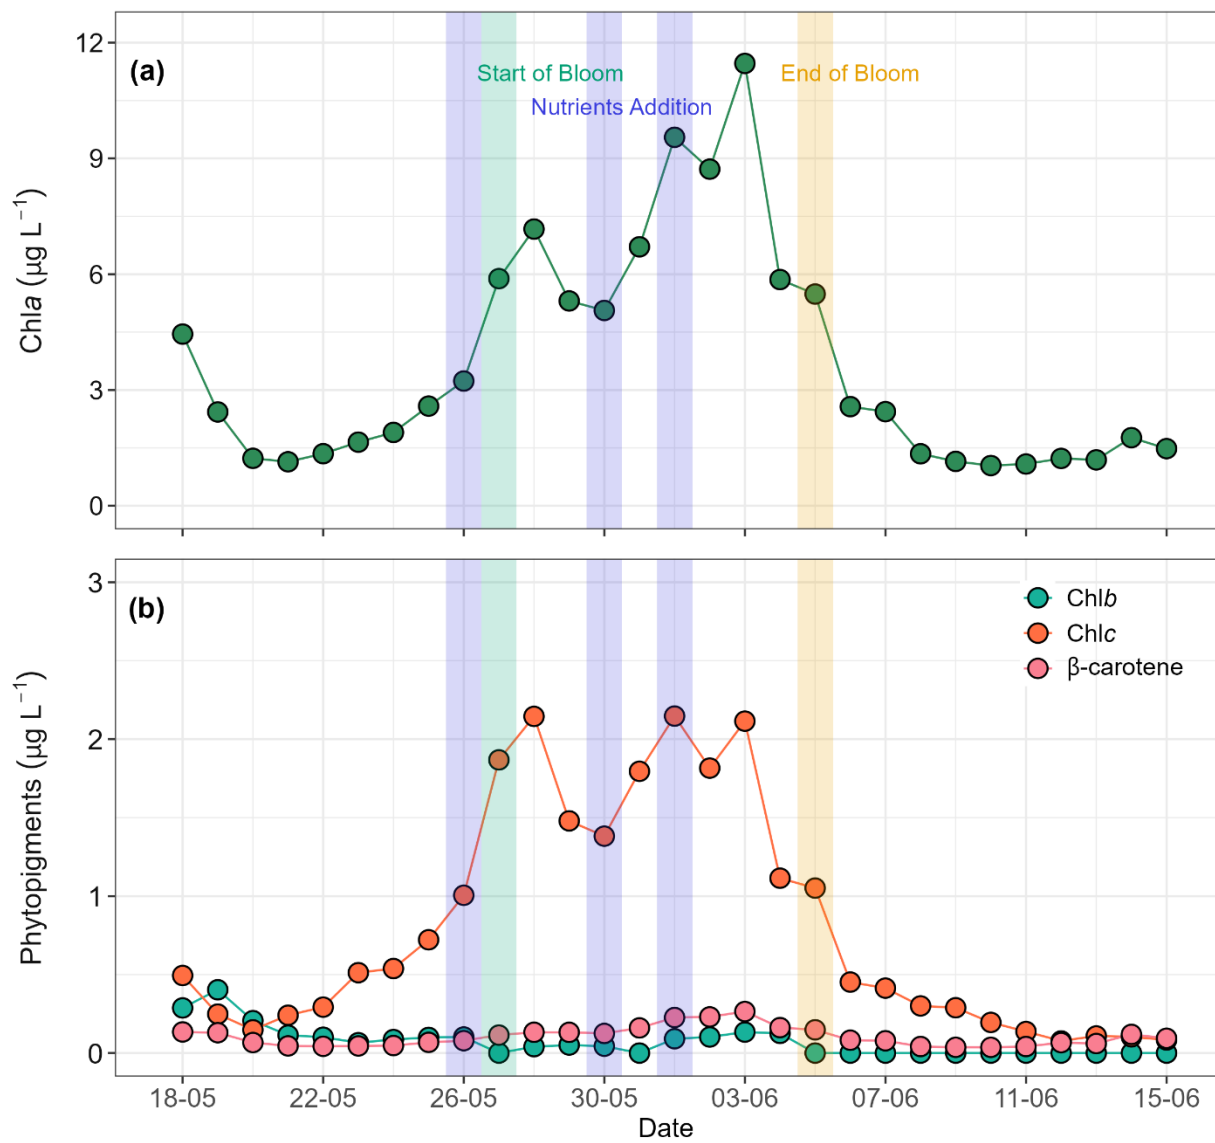 (a)
Start of Bloom
End of Bloom
Nutrients Addition
12
9
6
3
0
Chla (µg L⁻¹)
(b)
Chlb
Chlc
β-carotene
3
2
1
0
Phytopigments (µg L⁻¹)
18-05 22-05 26-05 30-05 03-06 07-06 11-06 15-06
Date